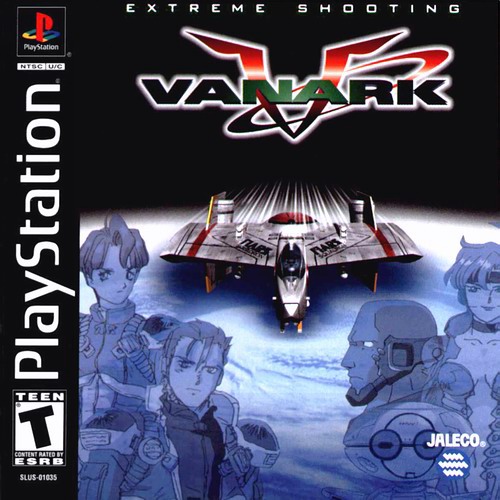 EXTREME SHOOTING
PlayStation
NTSC U/C
VANARK
PlayStation
TEEN
T
CONTENT RATED BY
ESRB
SLUS-01035
JALECO